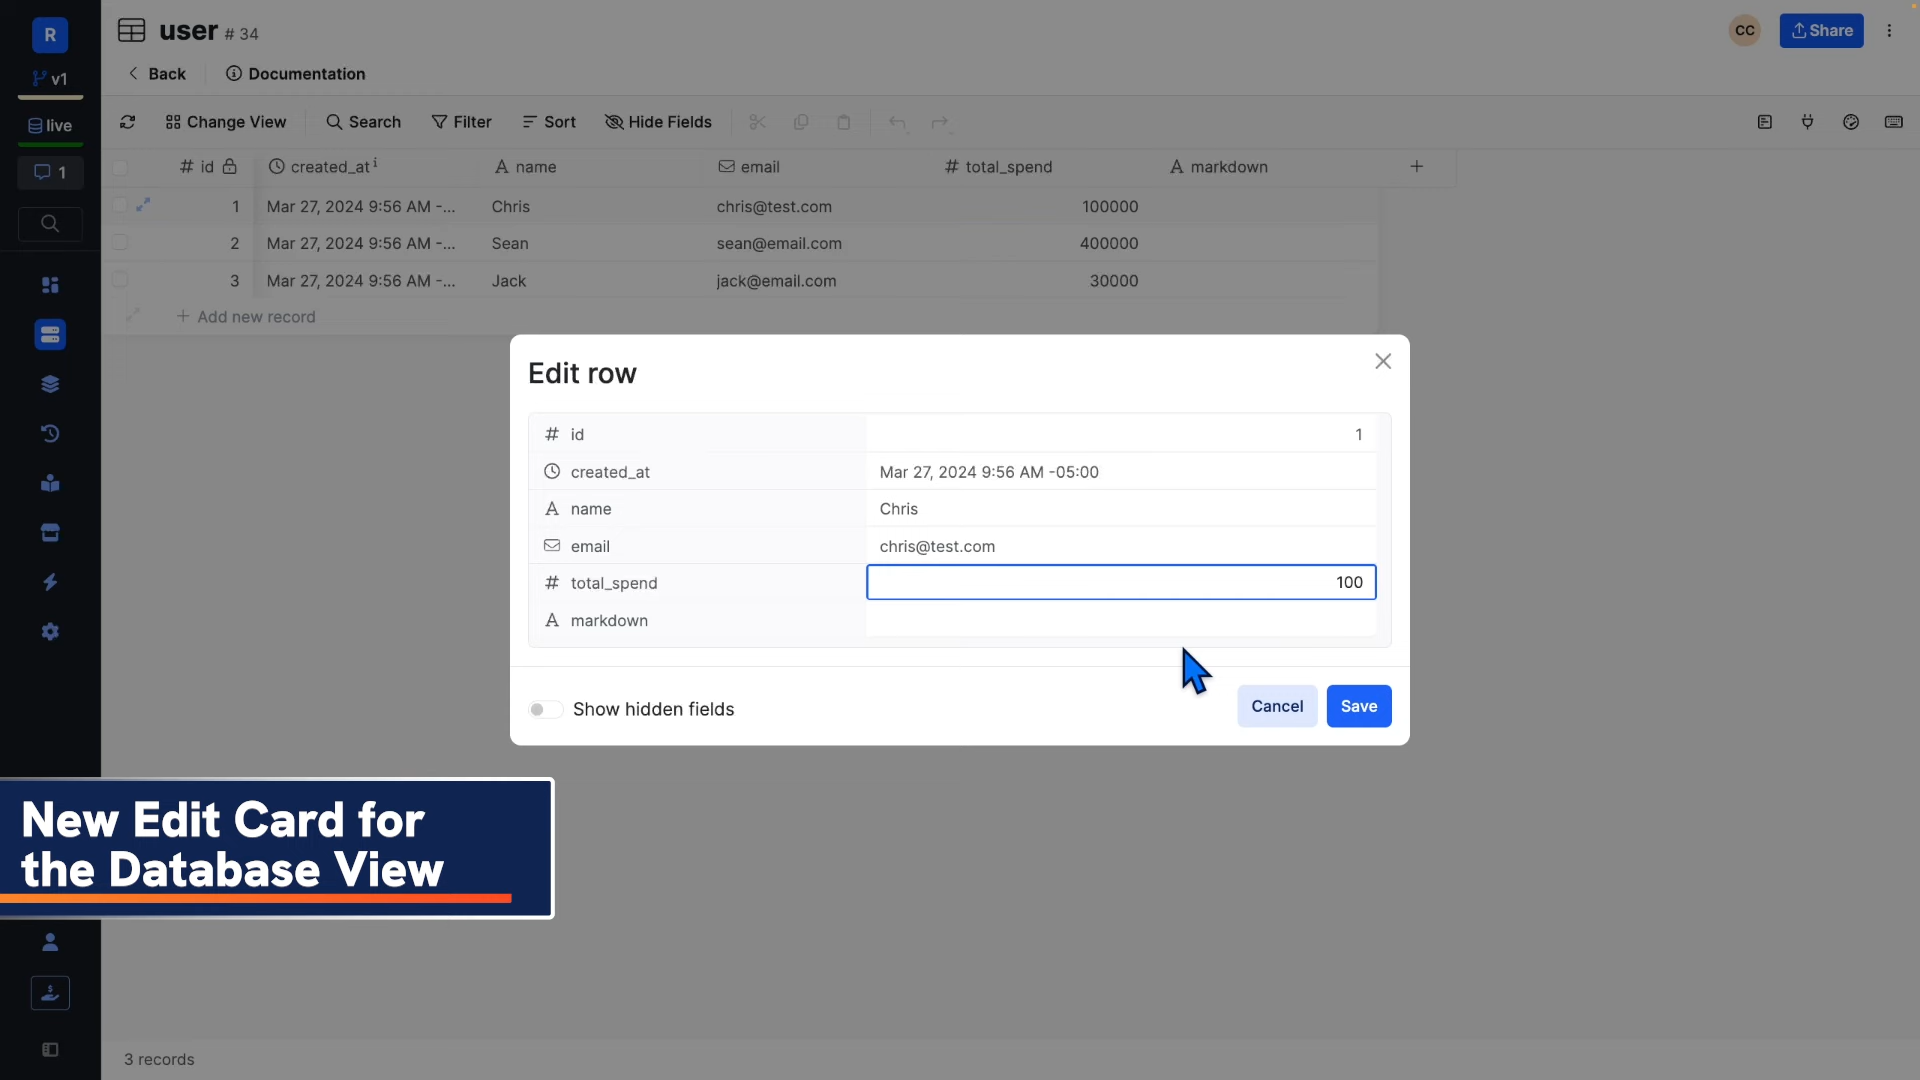 R
user # 34
CC
Share
v1
Back
Documentation
live
Change View
Search
Filter
Sort
Hide Fields
1
# id
created_at i
name
email
# total_spend
markdown
+
1
Mar 27, 2024 9:56 AM -...
Chris
chris@test.com
100000
2
Mar 27, 2024 9:56 AM -...
Sean
sean@email.com
400000
3
Mar 27, 2024 9:56 AM -...
Jack
jack@email.com
30000
+ Add new record
Edit row
# id
1
created_at
Mar 27, 2024 9:56 AM -05:00
name
Chris
email
chris@test.com
# total_spend
100
markdown
Show hidden fields
Cancel
Save
New Edit Card for
the Database View
3 records